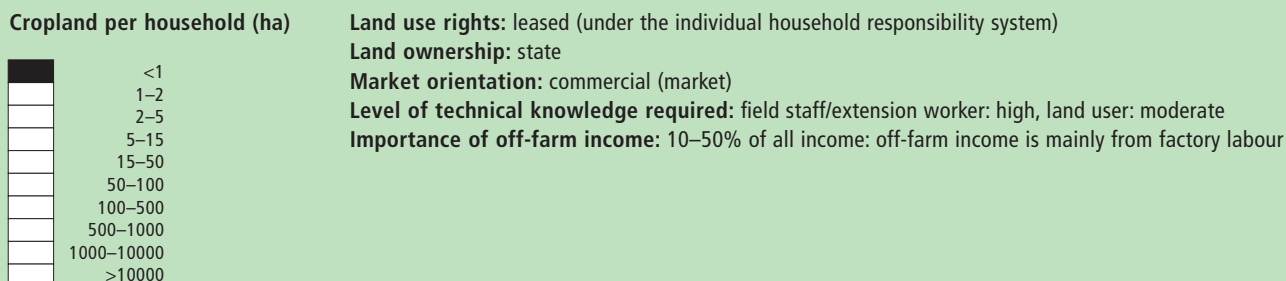 Cropland per household (ha)
<1
1–2
2–5
5–15
15–50
50–100
100–500
500–1000
1000–10000
>10000
Land use rights: leased (under the individual household responsibility system)
Land ownership: state
Market orientation: commercial (market)
Level of technical knowledge required: field staff/extension worker: high, land user: moderate
Importance of off-farm income: 10–50% of all income: off-farm income is mainly from factory labour